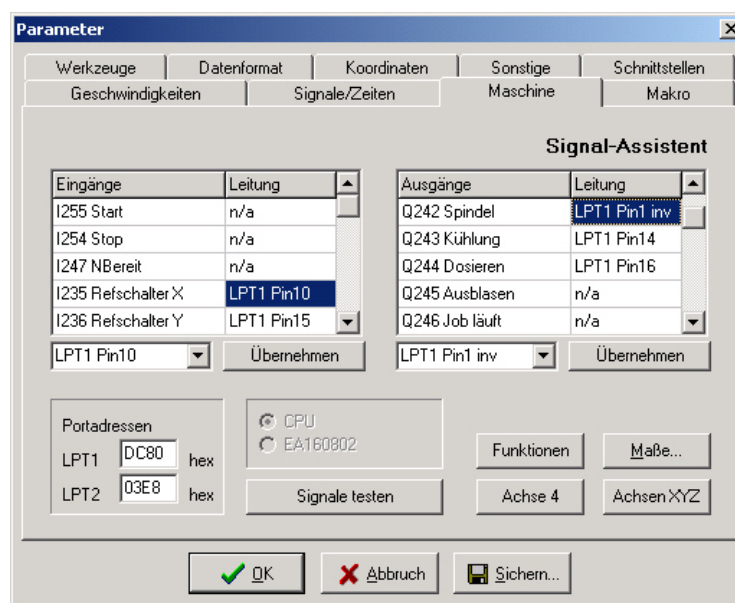 Parameter
Werkzeuge Datenformat Koordinaten Sonstige Schnittstellen
Geschwindigkeiten Signale/Zeiten Maschine Makro
Signal-Assistent
Eingänge Leitung Ausgänge Leitung
I255 Start n/a Q242 Spindel LPT1 Pin1 inv
I254 Stop n/a Q243 Kühlung LPT1 Pin14
I247 NBereit n/a Q244 Dosieren LPT1 Pin16
I235 Refschalter X LPT1 Pin10 Q245 Ausblasen n/a
I236 Refschalter Y LPT1 Pin15 Q246 Job läuft n/a
LPT1 Pin10 Übernehmen LPT1 Pin1 inv Übernehmen
Portadressen
LPT1 DC80 hex
LPT2 03E8 hex
CPU
EA160802
Signale testen
Funktionen Maße...
Achse 4 Achsen XYZ
OK Abbruch Sichern...